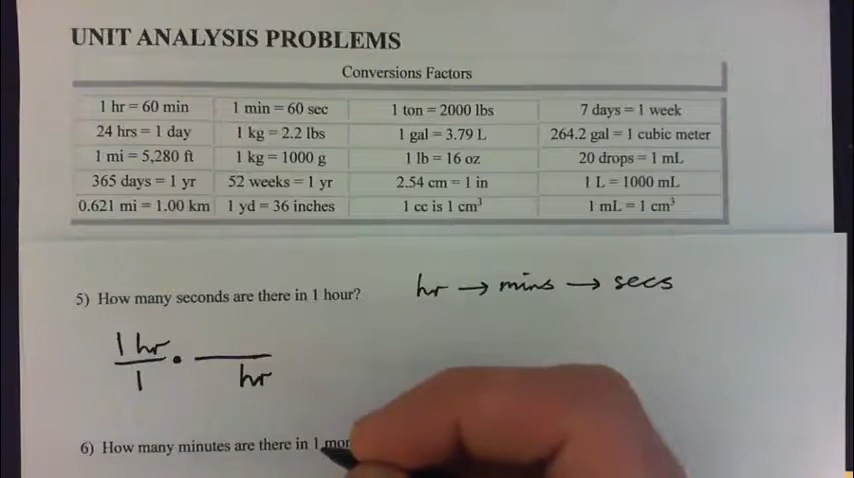 UNIT ANALYSIS PROBLEMS
Conversions Factors
1 hr = 60 min 1 min = 60 sec 1 ton = 2000 lbs 7 days = 1 week
24 hrs = 1 day 1 kg = 2.2 lbs 1 gal = 3.79 L 264.2 gal = 1 cubic meter
1 mi = 5,280 ft 1 kg = 1000 g 1 lb = 16 oz 20 drops = 1 mL
365 days = 1 yr 52 weeks = 1 yr 2.54 cm = 1 in 1 L = 1000 mL
0.621 mi = 1.00 km 1 yd = 36 inches 1 cc is 1 cm³ 1 mL = 1 cm³
5) How many seconds are there in 1 hour? hr → mins → secs
1 hr
1 • hr
6) How many minutes are there in 1